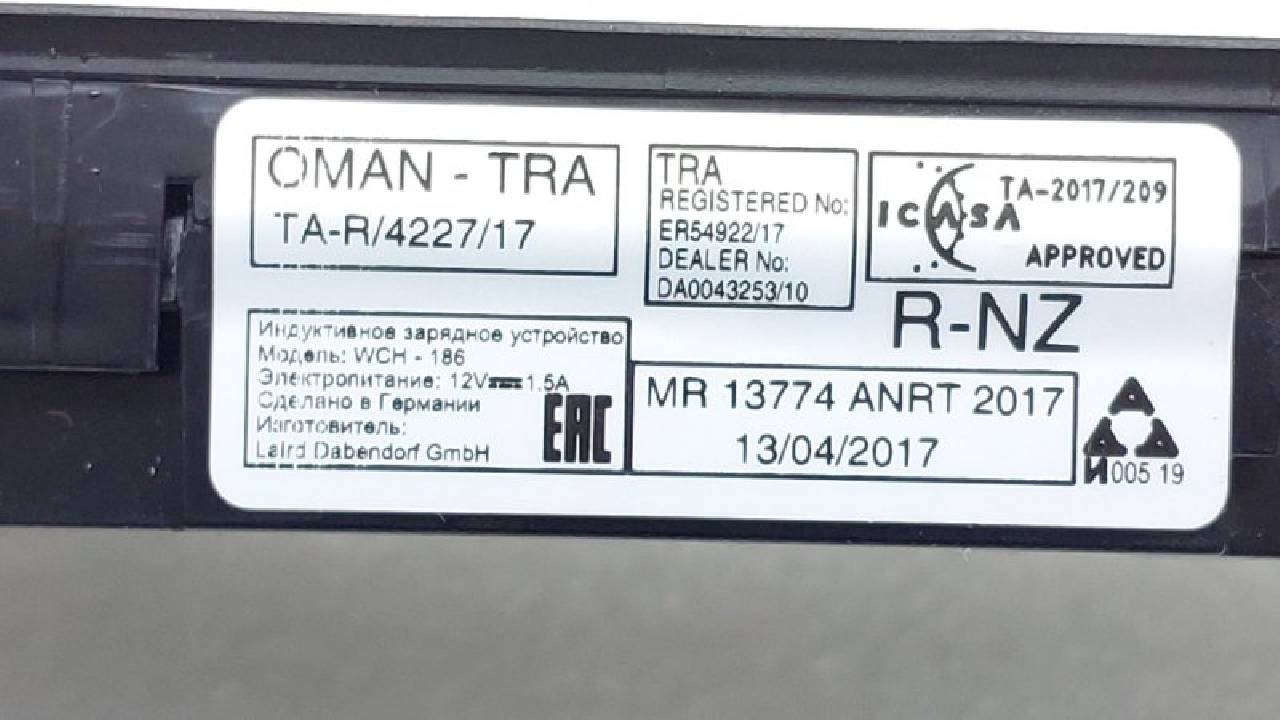 OMAN - TRA
TA-R/4227/17
TRA
REGISTERED No:
ER54922/17
DEALER No:
DA0043253/10
ICASA
TA-2017/209
APPROVED
R-NZ
Индуктивное зарядное устройство
Модель: WCH - 186
Электропитание: 12V⎓1.5A
Сделано в Германии
Изготовитель:
Laird Dabendorf GmbH
EAC
MR 13774 ANRT 2017
13/04/2017
И005 19